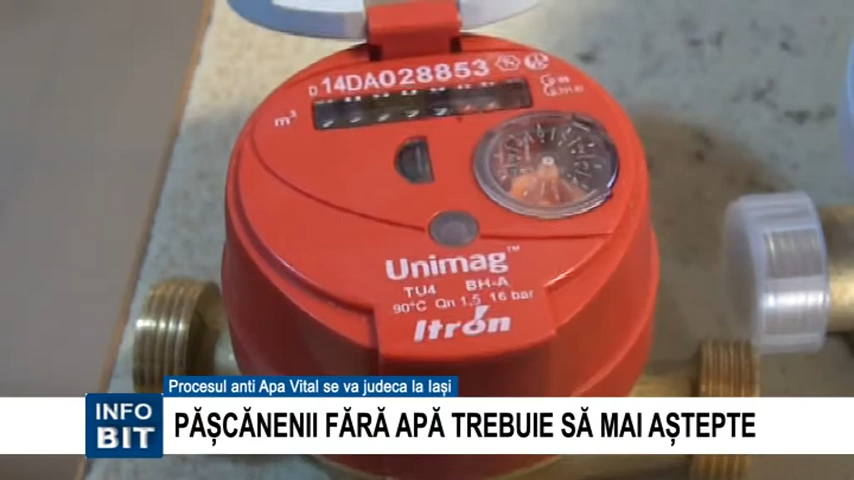 D 14DA028853
m³
Unimag™
TU4 BH-A
90°C Qn 1,5 16 bar
Itron
Procesul anti Apa Vital se va judeca la Iași
INFO
BIT
PĂȘCĂNENII FĂRĂ APĂ TREBUIE SĂ MAI AȘTEPTE